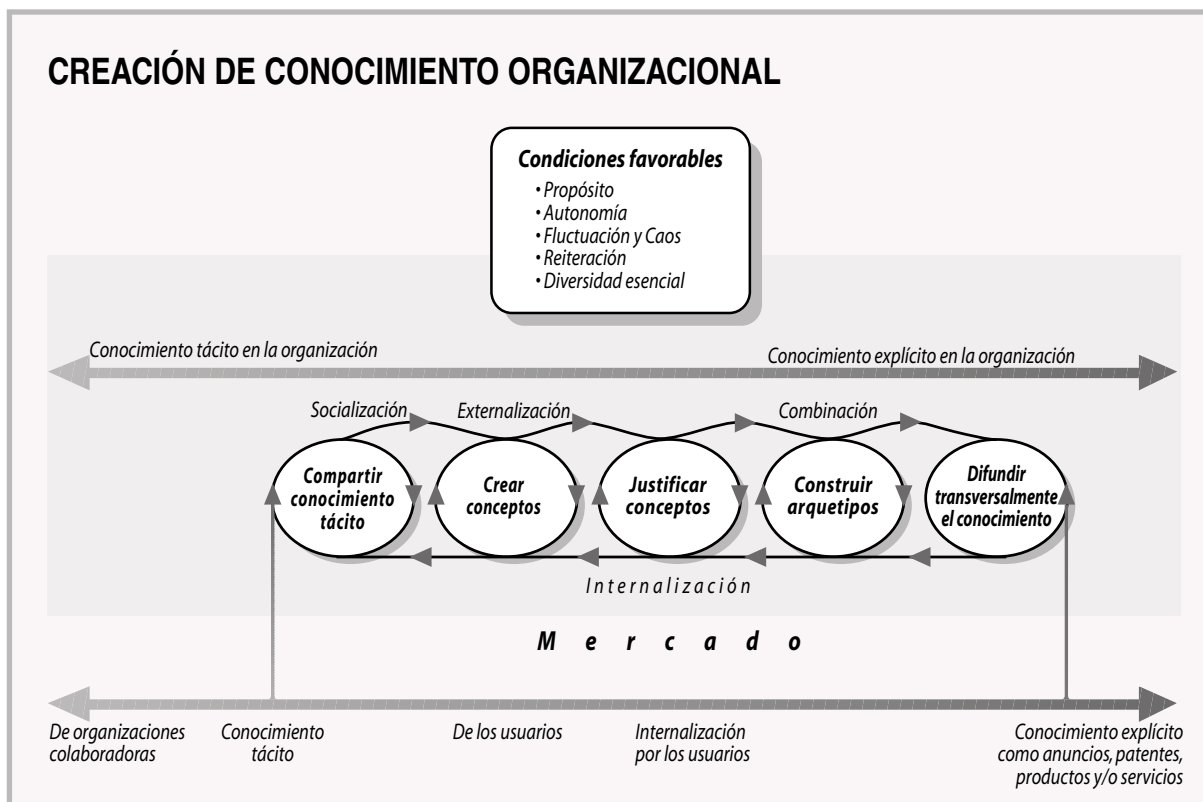 CREACIÓN DE CONOCIMIENTO ORGANIZACIONAL
Condiciones favorables
• Propósito
• Autonomía
• Fluctuación y Caos
• Reiteración
• Diversidad esencial
Conocimiento tácito en la organización
Conocimiento explícito en la organización
Socialización
Externalización
Combinación
Compartir
conocimiento
tácito
Crear
conceptos
Justificar
conceptos
Construir
arquetipos
Difundir
transversalmente
el conocimiento
Internalización
Mercado
De organizaciones
colaboradoras
Conocimiento
tácito
De los usuarios
Internalización
por los usuarios
Conocimiento explícito
como anuncios, patentes,
productos y/o servicios